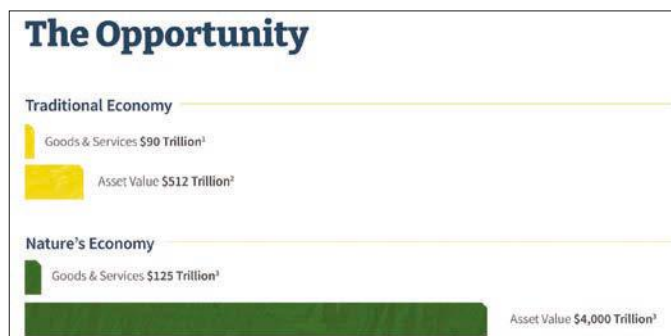 The Opportunity
Traditional Economy
Goods & Services $90 Trillion¹
Asset Value $512 Trillion²
Nature's Economy
Goods & Services $125 Trillion³
Asset Value $4,000 Trillion³